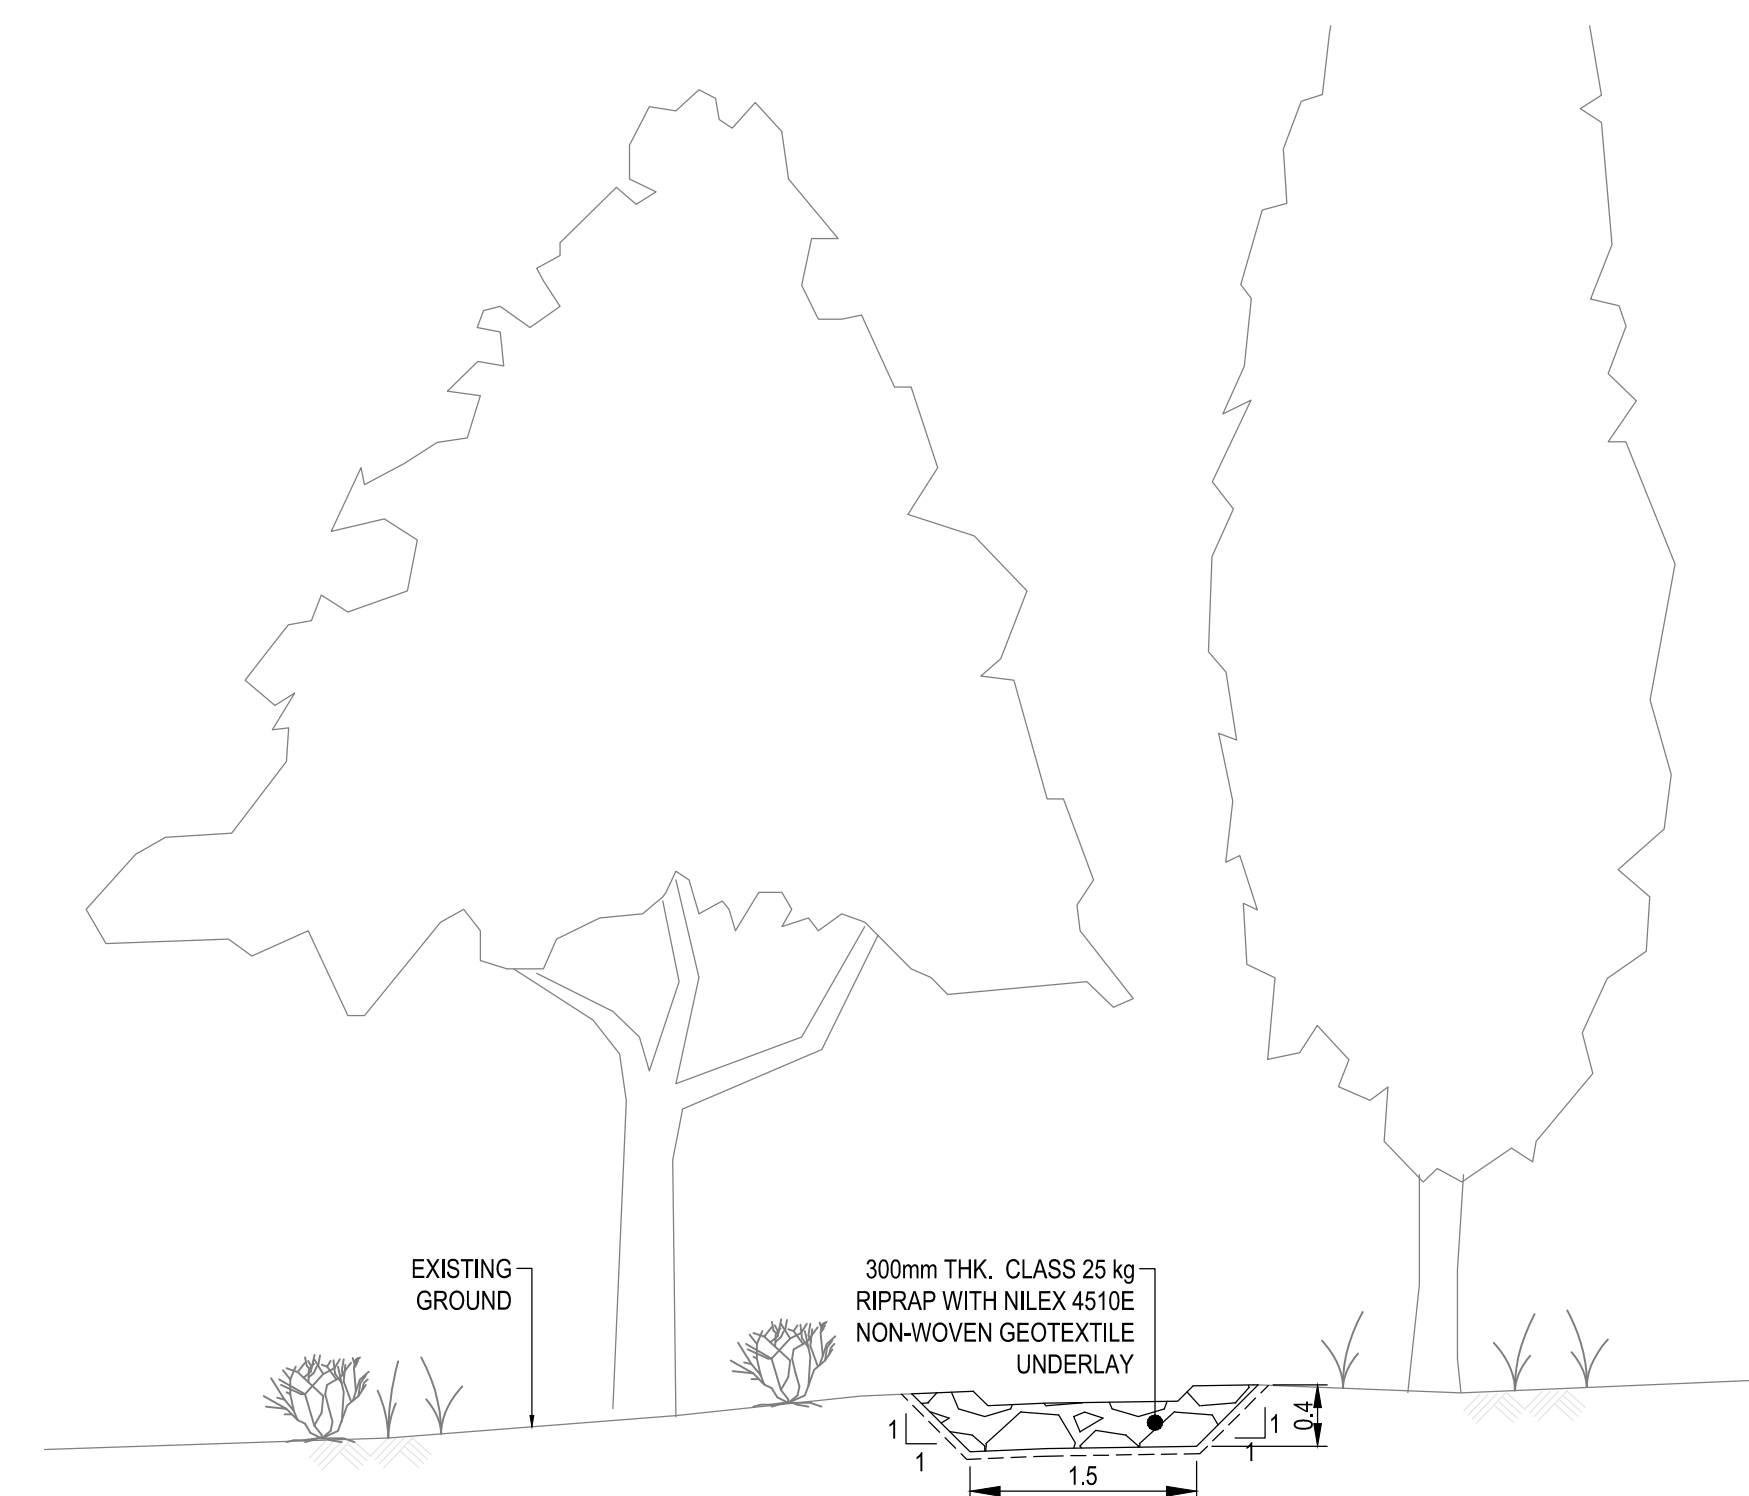 EXISTING
GROUND
300mm THK. CLASS 25 kg
RIPRAP WITH NILEX 4510E
NON-WOVEN GEOTEXTILE
UNDERLAY
1
1
1
1
0.4
1.5